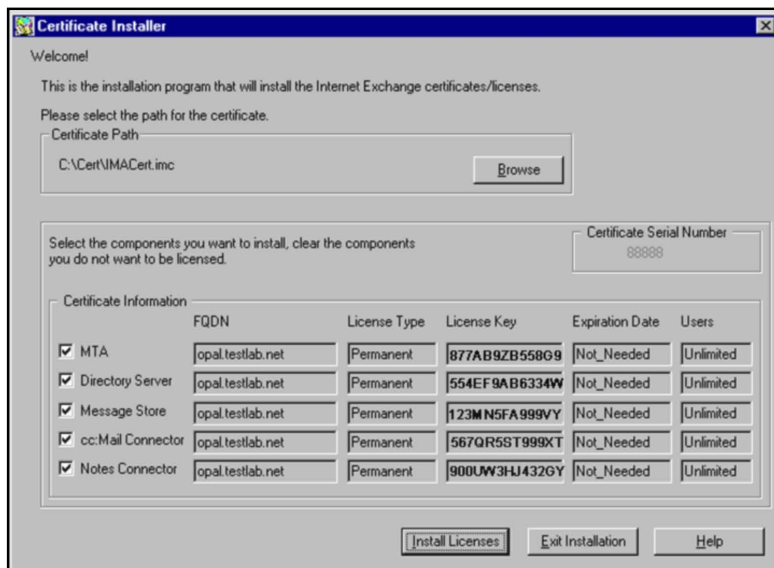 Certificate Installer
Welcome!
This is the installation program that will install the Internet Exchange certificates/licenses.
Please select the path for the certificate.
Certificate Path
C:\Cert\IMACert.imc
Browse
Select the components you want to install, clear the components
you do not want to be licensed.
Certificate Serial Number
88888
Certificate Information
FQDN License Type License Key Expiration Date Users
MTA opal.testlab.net Permanent 877AB9ZB558G9 Not_Needed Unlimited
Directory Server opal.testlab.net Permanent 554EF9AB6334W Not_Needed Unlimited
Message Store opal.testlab.net Permanent 123MN5FA999VY Not_Needed Unlimited
cc:Mail Connector opal.testlab.net Permanent 567QR5ST999XT Not_Needed Unlimited
Notes Connector opal.testlab.net Permanent 900UW3HJ432GY Not_Needed Unlimited
Install Licenses Exit Installation Help